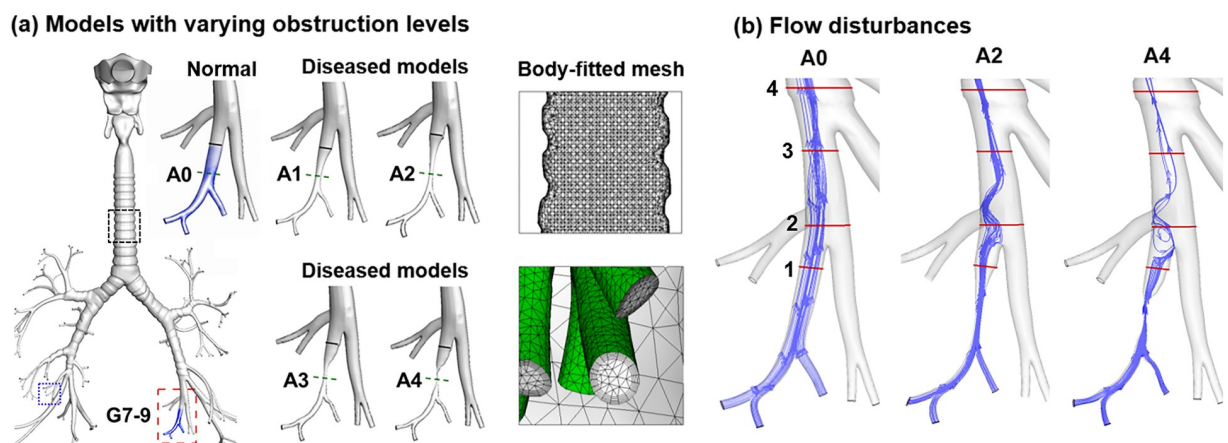 (a) Models with varying obstruction levels
Normal
Diseased models
Body-fitted mesh
A0
A1
A2
Diseased models
A3
A4
G7-9
(b) Flow disturbances
A0
A2
A4
4
3
2
1